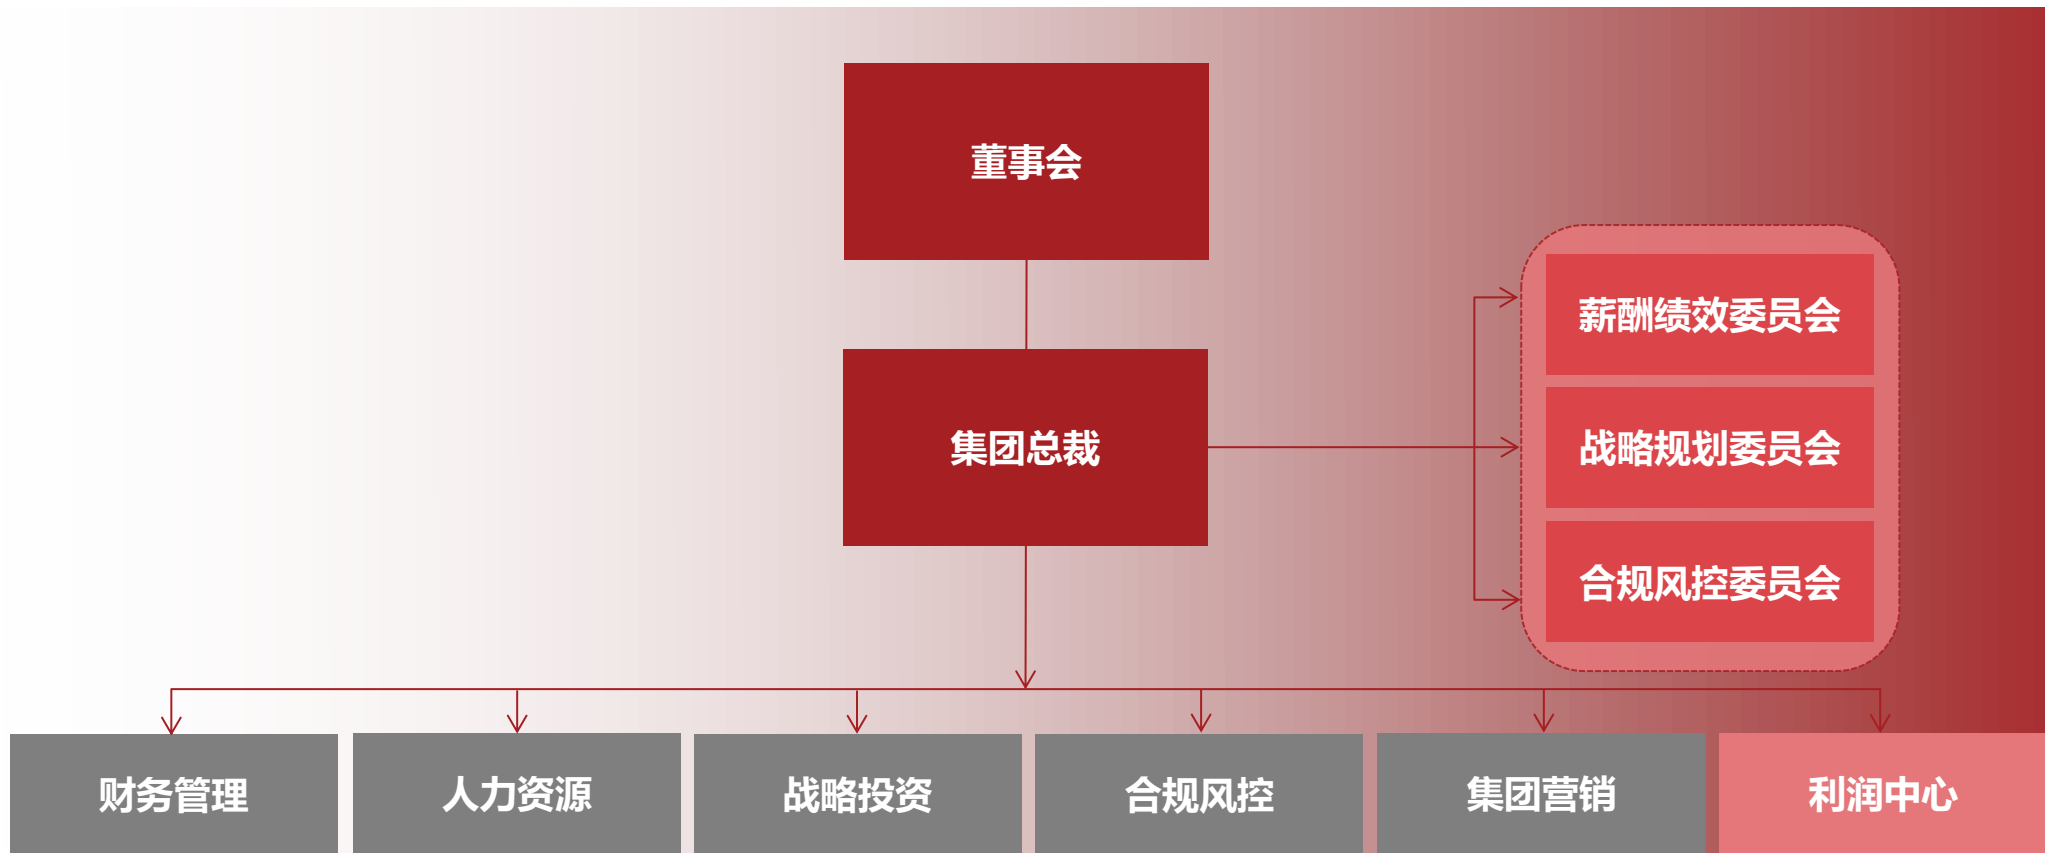 董事会
集团总裁
薪酬绩效委员会
战略规划委员会
合规风控委员会
财务管理
人力资源
战略投资
合规风控
集团营销
利润中心